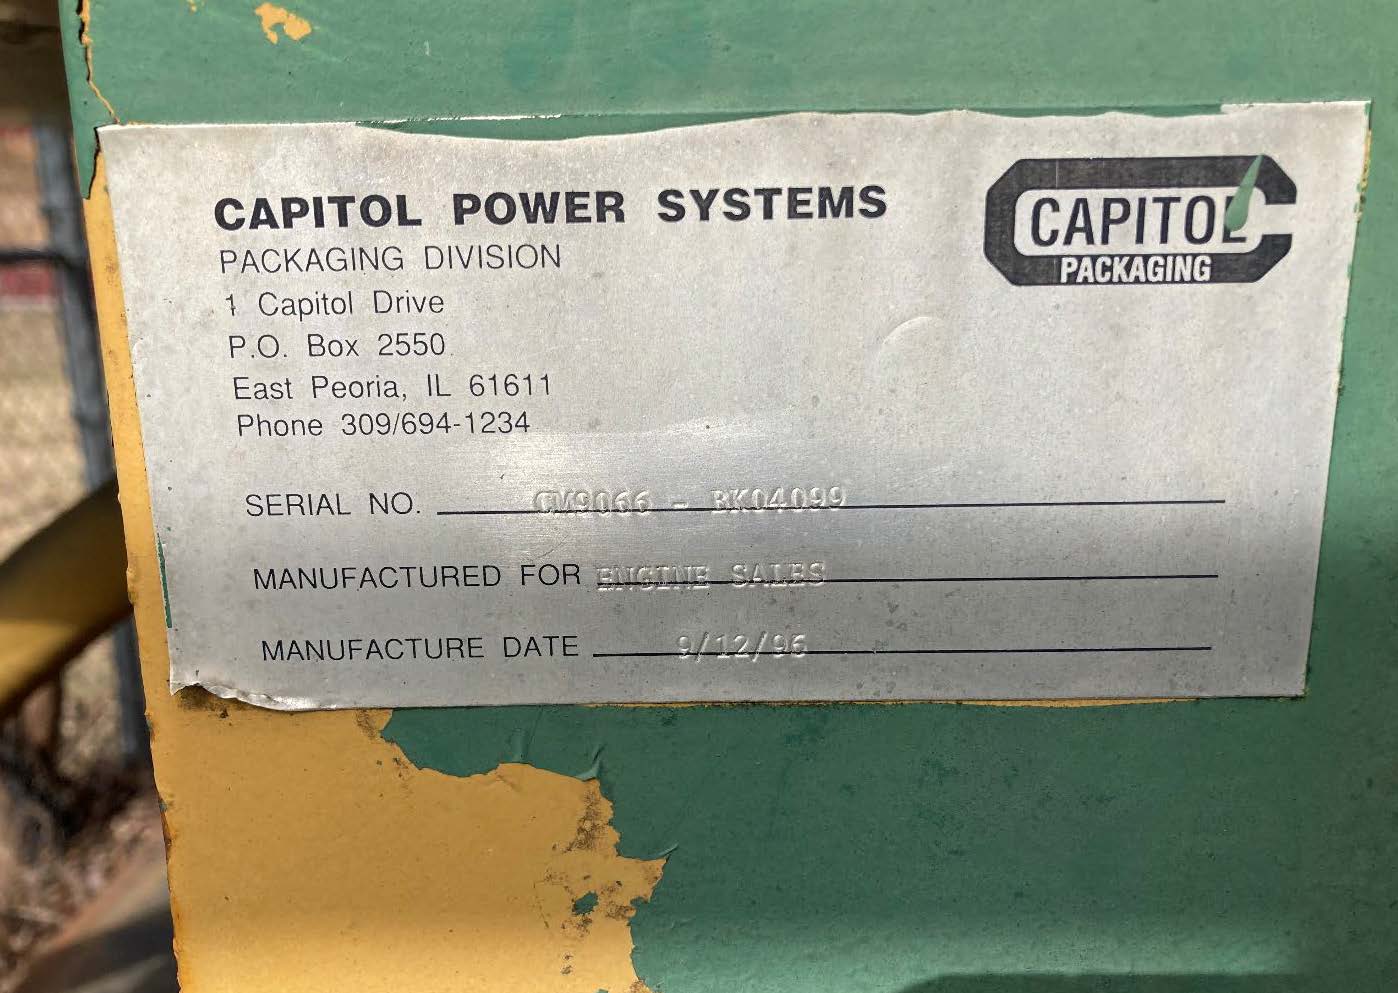 CAPITOL POWER SYSTEMS
PACKAGING DIVISION
1 Capitol Drive
P.O. Box 2550
East Peoria, IL 61611
Phone 309/694-1234
CAPITOL
PACKAGING
SERIAL NO. CM9066 - BK04099
MANUFACTURED FOR ENGINE SALES
MANUFACTURE DATE 9/12/96